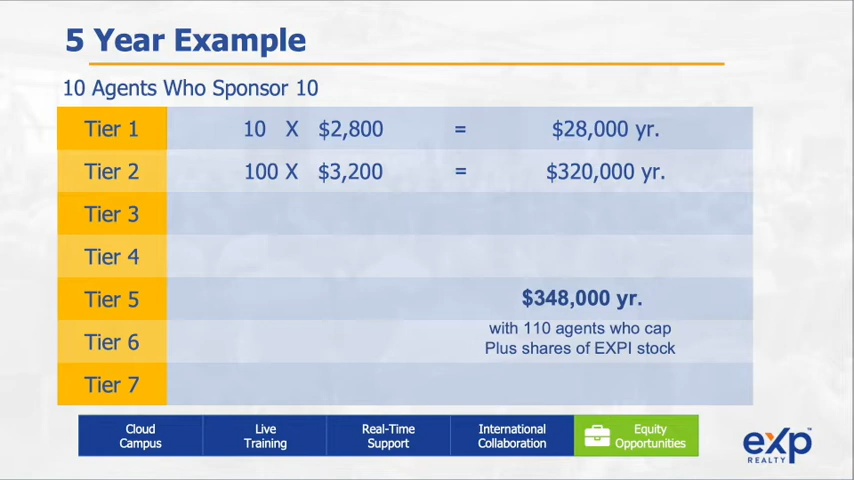 5 Year Example
10 Agents Who Sponsor 10
Tier 1 10 X $2,800 = $28,000 yr.
Tier 2 100 X $3,200 = $320,000 yr.
Tier 3
Tier 4
Tier 5 $348,000 yr.
with 110 agents who cap
Tier 6
Plus shares of EXPI stock
Tier 7
Cloud Campus
Live Training
Real-Time Support
International Collaboration
Equity Opportunities
exp™
REALTY